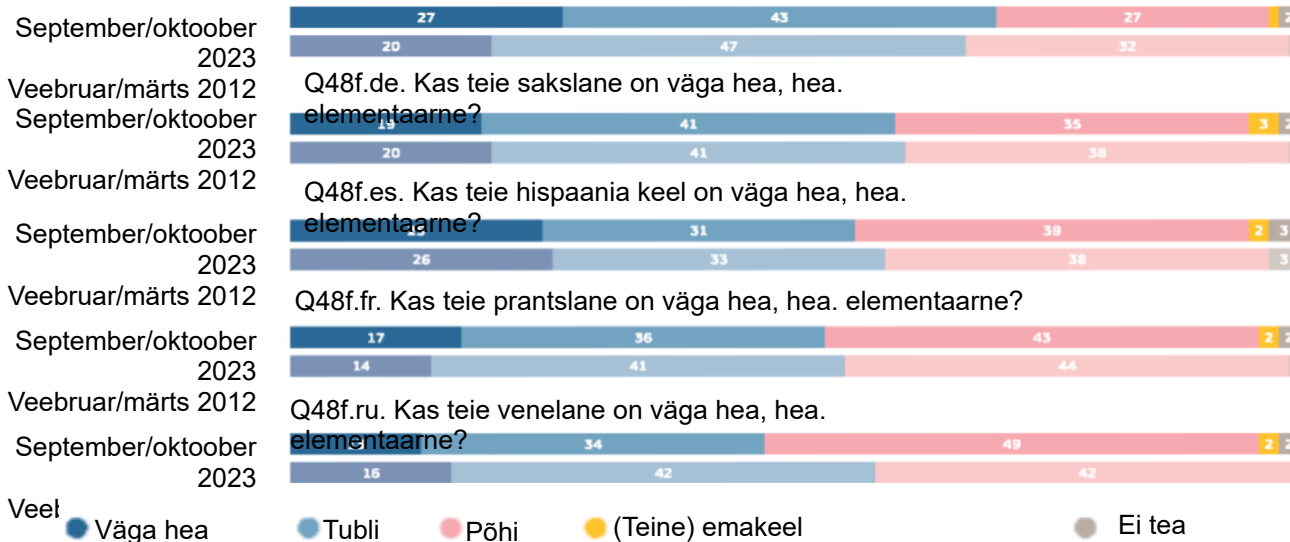 27 43 27 2
September/oktoober
2023
20 47 32
Veebruar/märts 2012
Q48f.de. Kas teie sakslane on väga hea, hea.
elementaarne?
September/oktoober
2023
19 41 35 3 2
20 41 38
Veebruar/märts 2012
Q48f.es. Kas teie hispaania keel on väga hea, hea.
elementaarne?
September/oktoober
2023
25 31 39 2 3
26 33 38 3
Veebruar/märts 2012
Q48f.fr. Kas teie prantslane on väga hea, hea. elementaarne?
September/oktoober
2023
17 36 43 2 2
14 41 44
Veebruar/märts 2012
Q48f.ru. Kas teie venelane on väga hea, hea.
elementaarne?
September/oktoober
2023
34 49 2 2
16 42 42
Väga hea
Tubli
Põhi
(Teine) emakeel
Ei tea